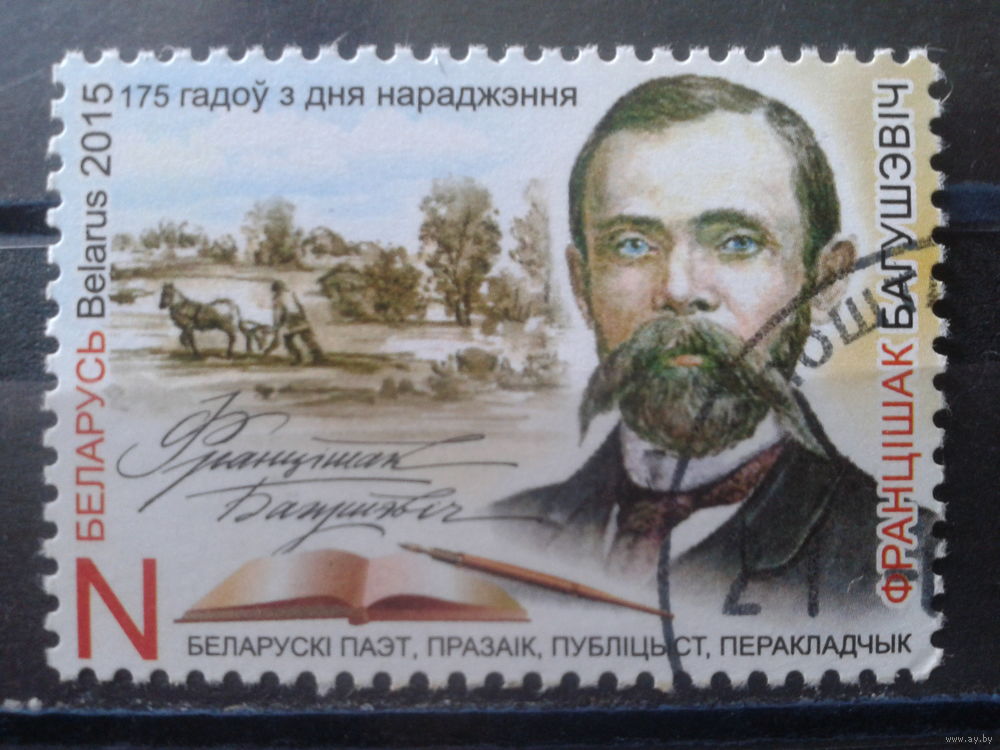 175 гадоў з дня нараджэння
БЕЛАРУСЬ Belarus 2015
ФРАНЦІШАК БАГУШЭВІЧ
Францішак
Багушэвіч
N
БЕЛАРУСКІ ПАЭТ, ПРАЗАІК, ПУБЛІЦЫСТ, ПЕРАКЛАДЧЫК
21
www.ay.by